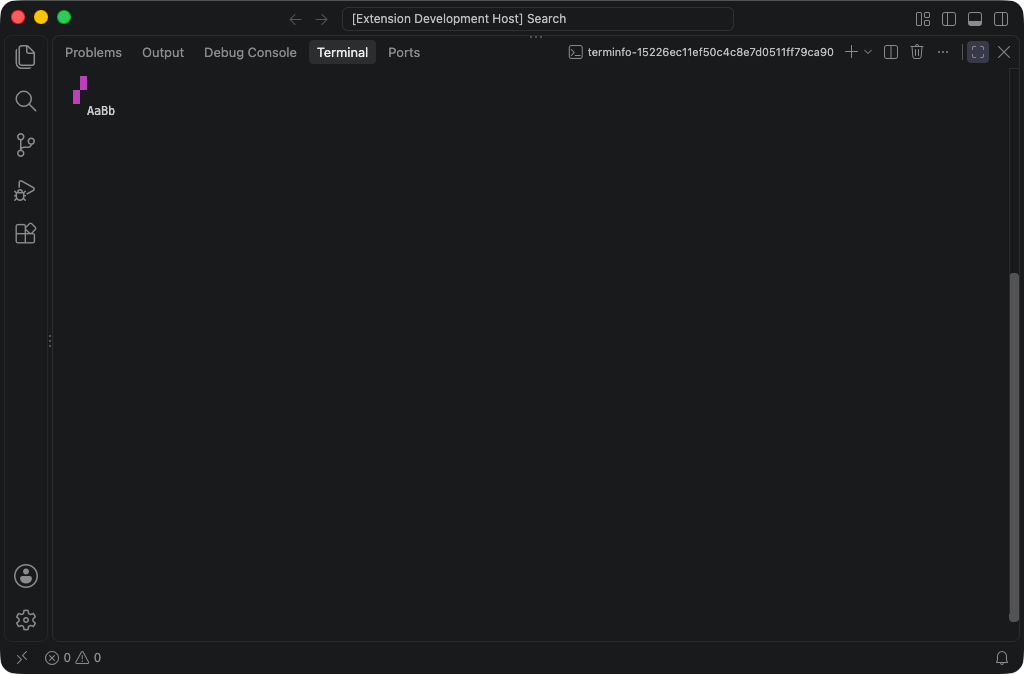 [Extension Development Host] Search
Problems Output Debug Console Terminal Ports terminfo-15226ec11ef50c4c8e7d0511ff79ca90
AaBb
0 0